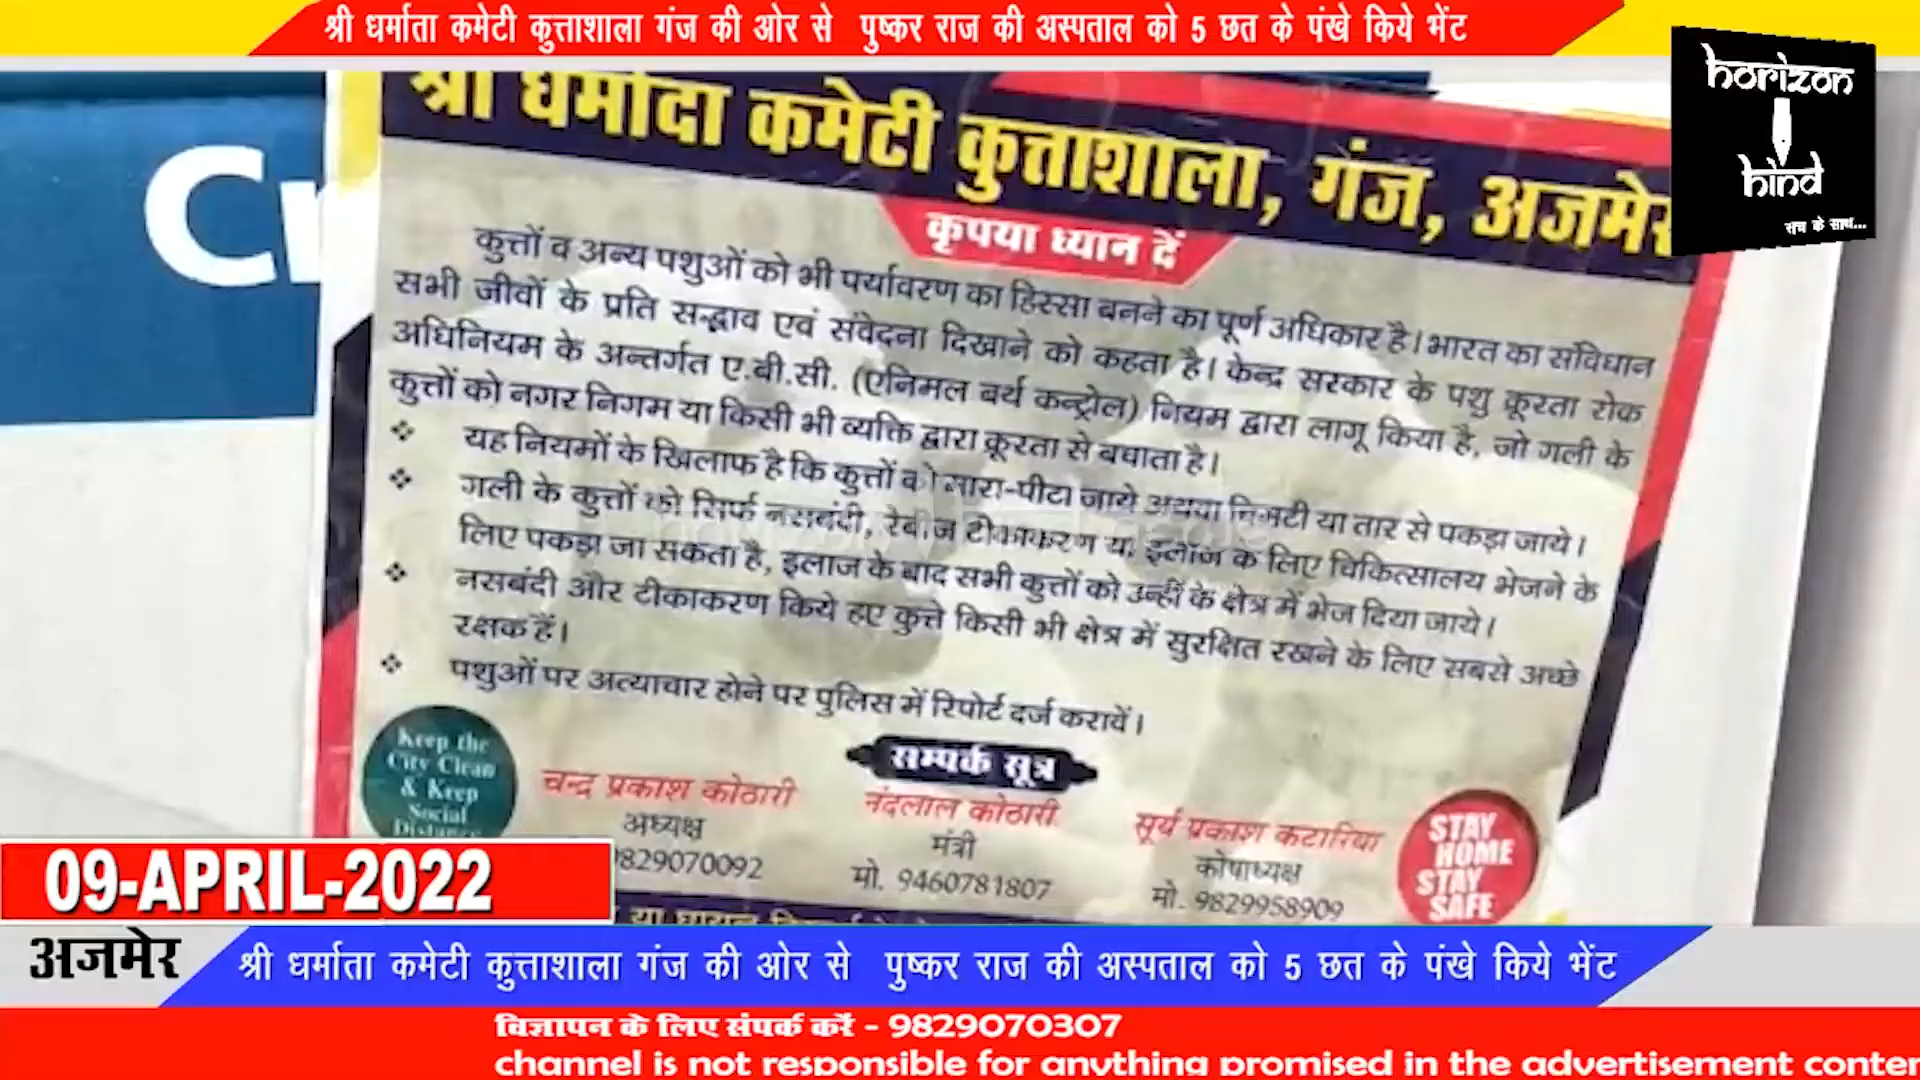 श्री धर्माता कमेटी कुत्ताशाला गंज की ओर से पुष्कर राज की अस्पताल को 5 छत के पंखे किये भेंट
horizon
hind
सच के साथ...
Cr
श्री धर्मादा कमेटी कुत्ताशाला, गंज, अजमेर
कृपया ध्यान दें
कुत्तों व अन्य पशुओं को भी पर्यावरण का हिस्सा बनने का पूर्ण अधिकार है। भारत का संविधान
सभी जीवों के प्रति सद्भाव एवं संवेदना दिखाने को कहता है। केन्द्र सरकार के पशु क्रूरता रोक
अधिनियम के अन्तर्गत ए.बी.सी. (एनिमल बर्थ कन्ट्रोल) नियम द्वारा लागू किया है, जो गली के
कुत्तों को नगर निगम या किसी भी व्यक्ति द्वारा क्रूरता से बचाता है।
❖ यह नियमों के खिलाफ है कि कुत्तों को मारा-पीटा जाये अथवा चिमटी या तार से पकड़ा जाये।
❖ गली के कुत्तों को सिर्फ नसबंदी, रेबीज टीकाकरण या इलाज के लिए चिकित्सालय भेजने के
लिए पकड़ा जा सकता है, इलाज के बाद सभी कुत्तों को उन्हीं के क्षेत्र में भेज दिया जाये।
❖ नसबंदी और टीकाकरण किये हुए कुत्ते किसी भी क्षेत्र में सुरक्षित रखने के लिए सबसे अच्छे
रक्षक हैं।
❖ पशुओं पर अत्याचार होने पर पुलिस में रिपोर्ट दर्ज करावें।
सम्पर्क सूत्र
Keep the
City Clean
& Keep
Social
Distance
चन्द्र प्रकाश कोठारी
अध्यक्ष
9829070092
नंदलाल कोठारी
मंत्री
मो. 9460781807
सूर्य प्रकाश कटारिया
कोषाध्यक्ष
मो. 9829958909
STAY
HOME
STAY
SAFE
09-APRIL-2022
अजमेर
श्री धर्माता कमेटी कुत्ताशाला गंज की ओर से पुष्कर राज की अस्पताल को 5 छत के पंखे किये भेंट
विज्ञापन के लिए संपर्क करें - 9829070307
channel is not responsible for anything promised in the advertisement conten